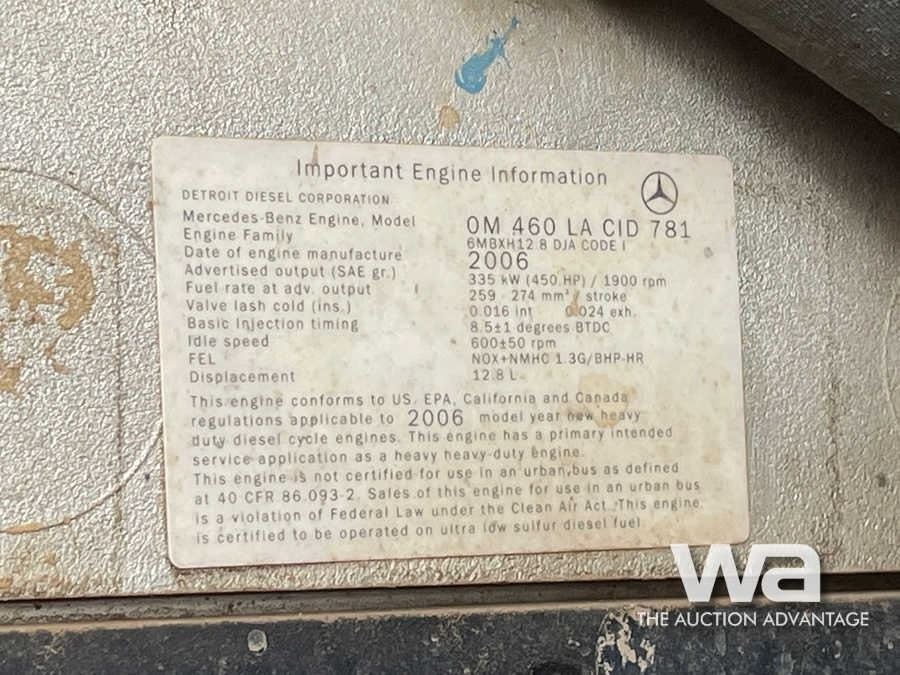 Important Engine Information
DETROIT DIESEL CORPORATION
Mercedes-Benz Engine, Model OM 460 LA CID 781
Engine Family 6MBXH12.8 DJA CODE I
Date of engine manufacture 2006
Advertised output (SAE gr.) 335 kW (450 HP) / 1900 rpm
Fuel rate at adv. output 259 - 274 mm³ / stroke
Valve lash cold (ins.) 0.016 int 0.024 exh.
Basic Injection timing 8.5±1 degrees BTDC
Idle speed 600±50 rpm
FEL NOX+NMHC 1.3G/BHP-HR
Displacement 12.8 L
This engine conforms to US. EPA, California and Canada
regulations applicable to 2006 model year new heavy
duty diesel cycle engines. This engine has a primary intended
service application as a heavy heavy-duty engine.
This engine is not certified for use in an urban bus as defined
at 40 CFR 86.093-2. Sales of this engine for use in an urban bus
is a violation of Federal Law under the Clean Air Act. This engine
is certified to be operated on ultra low sulfur diesel fuel.
wa
THE AUCTION ADVANTAGE